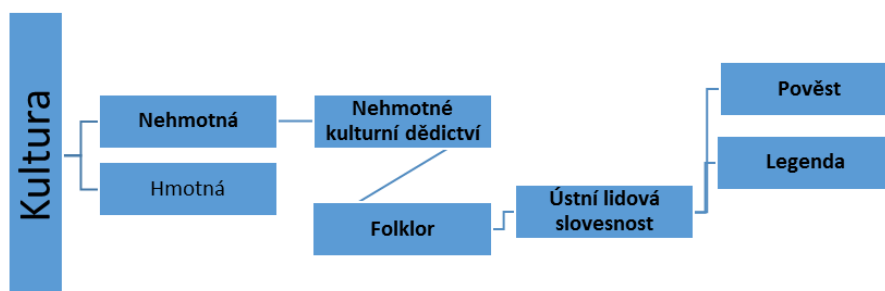 Kultura
Nehmotná
Hmotná
Nehmotné
kulturní dědictví
Folklor
Ústní lidová
slovesnost
Pověst
Legenda